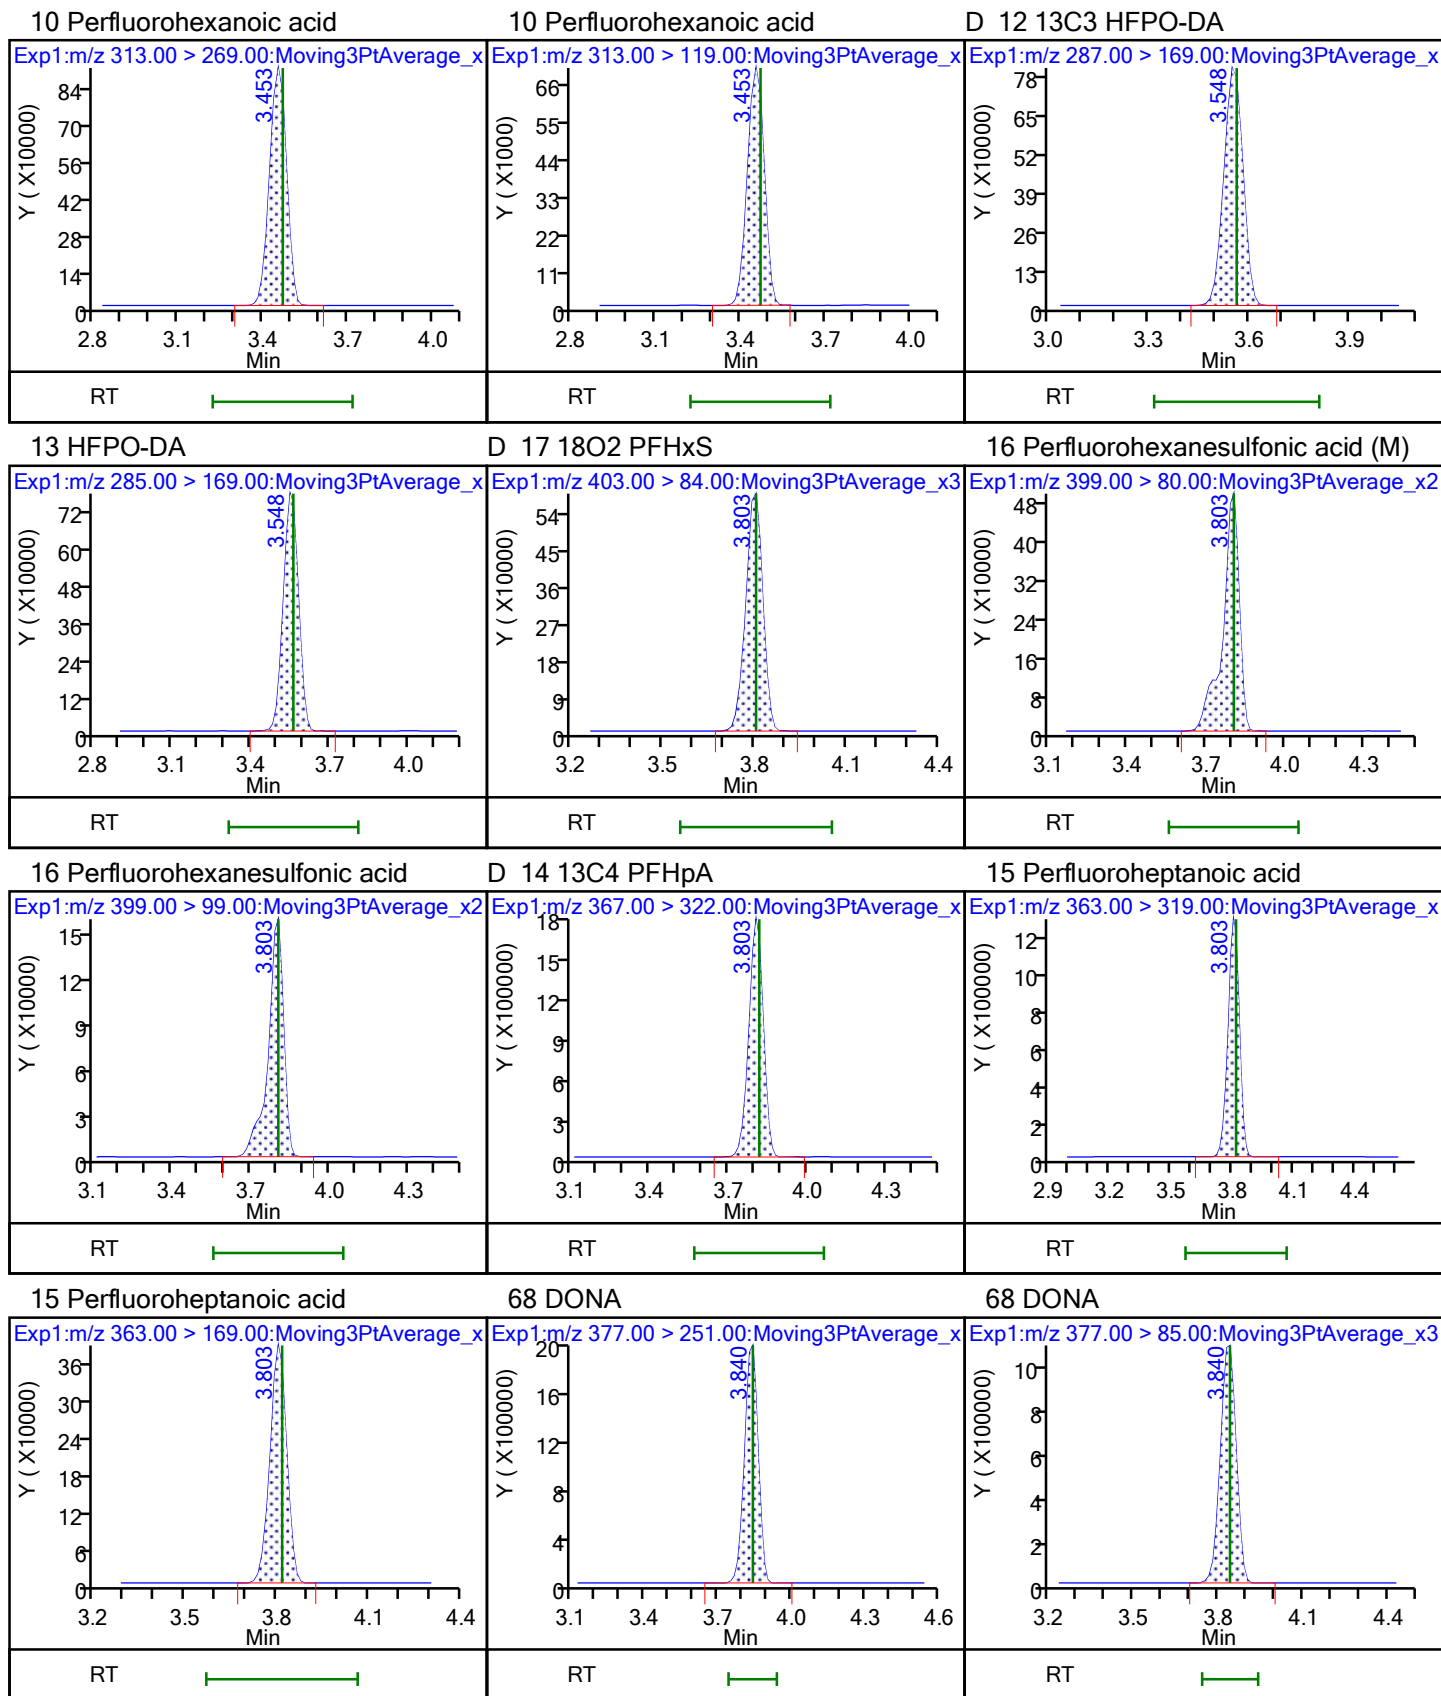 10 Perfluorohexanoic acid
Exp1:m/z 313.00 > 269.00:Moving3PtAverage_x
3.453
Y ( X10000)
84
70
56
42
28
14
0
2.8 3.1 3.4 3.7 4.0
Min
RT
10 Perfluorohexanoic acid
Exp1:m/z 313.00 > 119.00:Moving3PtAverage_x
3.453
Y ( X1000)
66
55
44
33
22
11
0
2.8 3.1 3.4 3.7 4.0
Min
RT
D 12 13C3 HFPO-DA
Exp1:m/z 287.00 > 169.00:Moving3PtAverage_x
3.548
Y ( X10000)
78
65
52
39
26
13
0
3.0 3.3 3.6 3.9
Min
RT
13 HFPO-DA
Exp1:m/z 285.00 > 169.00:Moving3PtAverage_x
3.548
Y ( X10000)
72
60
48
36
24
12
0
2.8 3.1 3.4 3.7 4.0
Min
RT
D 17 18O2 PFHxS
Exp1:m/z 403.00 > 84.00:Moving3PtAverage_x3
3.803
Y ( X10000)
54
45
36
27
18
9
0
3.2 3.5 3.8 4.1 4.4
Min
RT
16 Perfluorohexanesulfonic acid (M)
Exp1:m/z 399.00 > 80.00:Moving3PtAverage_x2
3.803
Y ( X10000)
48
40
32
24
16
8
0
3.1 3.4 3.7 4.0 4.3
Min
RT
16 Perfluorohexanesulfonic acid
Exp1:m/z 399.00 > 99.00:Moving3PtAverage_x2
3.803
Y ( X10000)
15
12
9
6
3
0
3.1 3.4 3.7 4.0 4.3
Min
RT
D 14 13C4 PFHpA
Exp1:m/z 367.00 > 322.00:Moving3PtAverage_x
3.803
Y ( X100000)
18
15
12
9
6
3
0
3.1 3.4 3.7 4.0 4.3
Min
RT
15 Perfluoroheptanoic acid
Exp1:m/z 363.00 > 319.00:Moving3PtAverage_x
3.803
Y ( X100000)
12
10
8
6
4
2
0
2.9 3.2 3.5 3.8 4.1 4.4
Min
RT
15 Perfluoroheptanoic acid
Exp1:m/z 363.00 > 169.00:Moving3PtAverage_x
3.803
Y ( X10000)
36
30
24
18
12
6
0
3.2 3.5 3.8 4.1 4.4
Min
RT
68 DONA
Exp1:m/z 377.00 > 251.00:Moving3PtAverage_x
3.840
Y ( X100000)
20
16
12
8
4
0
3.1 3.4 3.7 4.0 4.3 4.6
Min
RT
68 DONA
Exp1:m/z 377.00 > 85.00:Moving3PtAverage_x3
3.840
Y ( X100000)
10
8
6
4
2
0
3.2 3.5 3.8 4.1 4.4
Min
RT